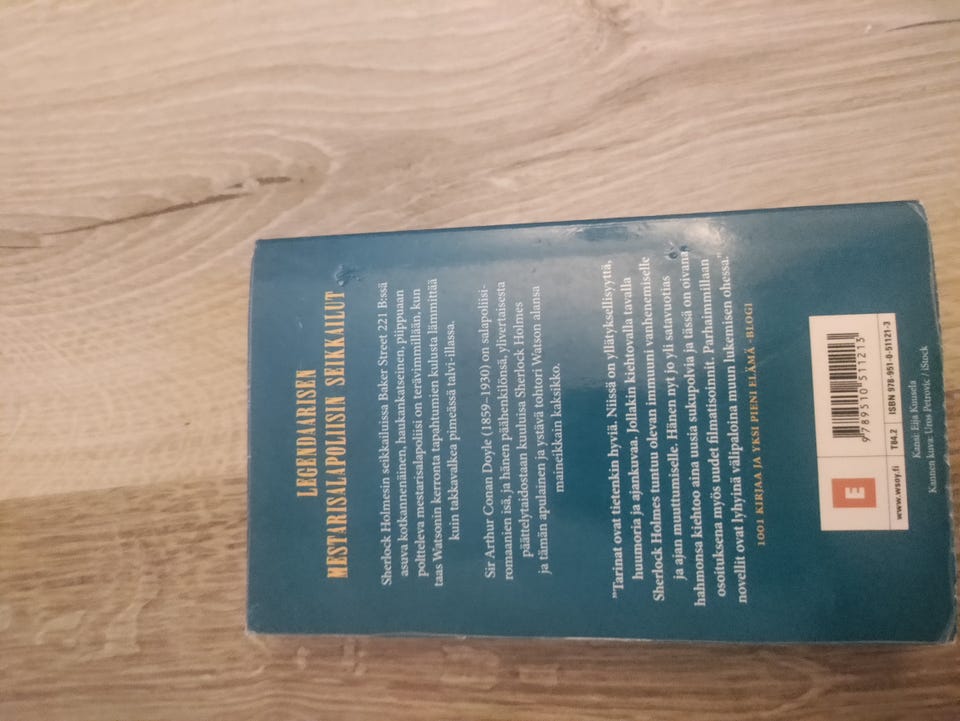 LEGENDAARISEN
MESTARISALAPOLIISIN SEIKKAILUT
Sherlock Holmesin seikkailuissa Baker Street 221 B:ssä
asuva kotkannenäinen, haukankatseinen, piippuaan
poltteleva mestarisalapoliisi on terävimmillään, kun
taas Watsonin kerronta tapahtumien kulusta lämmittää
kuin takkavalkea pimeässä talvi-illassa.
Sir Arthur Conan Doyle (1859–1930) on salapoliisi-
romaanien isä, ja hänen päähenkilönsä, ylivertaisesta
päättelytaidostaan kuuluisa Sherlock Holmes
ja tämän apulainen ja ystävä tohtori Watson alansa
maineikkain kaksikko.
"Tarinat ovat tietenkin hyviä. Niissä on yllätyksellisyyttä,
huumoria ja ajankuvaa. Jollakin kiehtovalla tavalla
Sherlock Holmes tuntuu olevan immuuni vanhenemiselle
ja ajan muuttumiselle. Hänen nyt jo yli satavuotias
hahmonsa kiehtoo aina uusia sukupolvia ja tässä on oivana
osoituksena myös uudet filmatisoinnit. Parhaimmillaan
novellit ovat lyhyinä välipaloina muun lukemisen ohessa."
1001 KIRJAA JA YKSI PIENI ELÄMÄ -BLOGI
E
9 789510 511213
www.wsoy.fi T84.2 ISBN 978-951-0-51121-3
Kansi: Eija Kuusela
Kannen kuva: Uros Petrovic / iStock